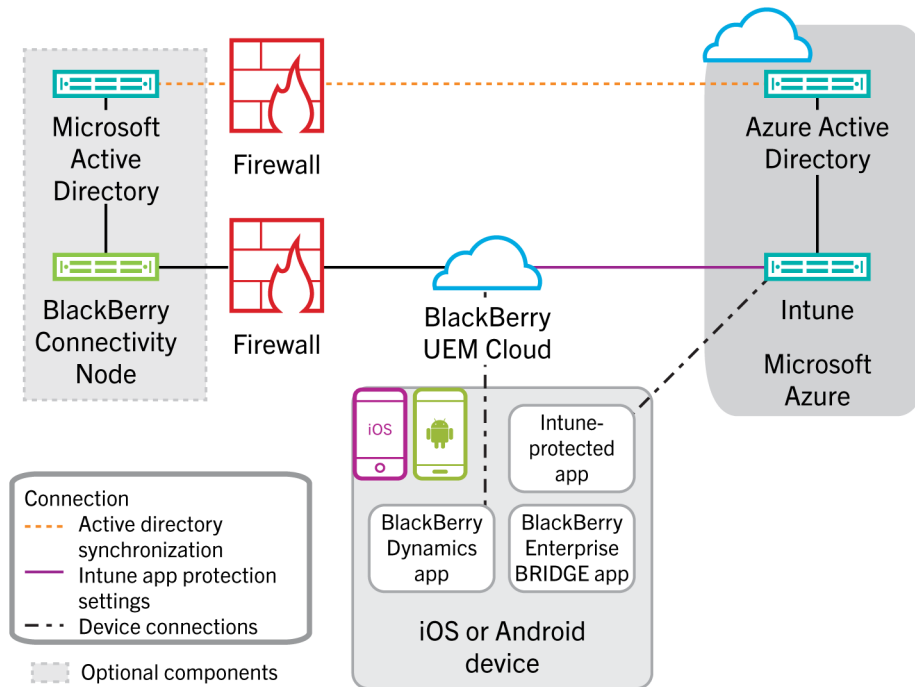 Microsoft
Active
Directory
Firewall
Azure Active
Directory
BlackBerry
Connectivity
Node
Firewall
BlackBerry
UEM Cloud
Intune
Microsoft
Azure
iOS
Intune-
protected
app
BlackBerry
Dynamics
app
BlackBerry
Enterprise
BRIDGE app
iOS or Android
device
Connection
Active directory
synchronization
Intune app protection
settings
Device connections
Optional components